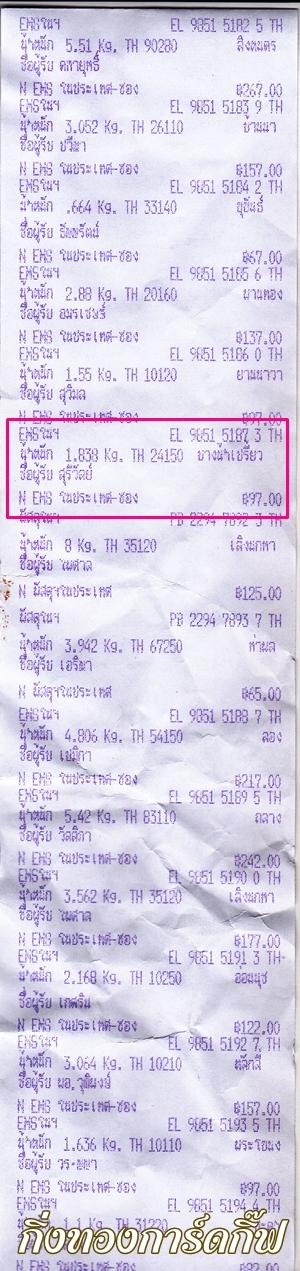 EMSในฯ EL 9851 5182 5 TH
น้ำหนัก 5.51 Kg. TH 90280 สิงหนคร
ชื่อผู้รับ
N EMS ในประเทศ-ซอง ฿267.00
EMSในฯ EL 9851 5183 9 TH
น้ำหนัก 3.052 Kg. TH 26110 บ้านนา
ชื่อผู้รับ ปวีณา
N EMS ในประเทศ-ซอง ฿157.00
EMSในฯ EL 9851 5184 2 TH
น้ำหนัก .664 Kg. TH 33140 ขุขันธ์
ชื่อผู้รับ ธันยรัตน์
N EMS ในประเทศ-ซอง ฿67.00
EMSในฯ EL 9851 5185 6 TH
น้ำหนัก 2.88 Kg. TH 20160 พานทอง
ชื่อผู้รับ อมรเชษฐ์
N EMS ในประเทศ-ซอง ฿137.00
EMSในฯ EL 9851 5186 0 TH
น้ำหนัก 1.55 Kg. TH 10120 ยานนาวา
ชื่อผู้รับ สุวิมล
N EMS ในประเทศ-ซอง ฿97.00
EMSในฯ EL 9851 5187 3 TH
น้ำหนัก 1.838 Kg. TH 24150 บางน้ำเปรี้ยว
ชื่อผู้รับ สุรีวัลย์
N EMS ในประเทศ-ซอง ฿97.00
พัสดุในฯ PB 2294 7892 3 TH
น้ำหนัก 8 Kg. TH 35120 เลิงนกทา
ชื่อผู้รับ ไพศาล
N พัสดุฯในประเทศ ฿125.00
พัสดุในฯ PB 2294 7893 7 TH
น้ำหนัก 3.942 Kg. TH 67250
ชื่อผู้รับ
N พัสดุฯในประเทศ ฿65.00
EMSในฯ EL 9851 5188 7 TH
น้ำหนัก 4.806 Kg. TH 54150 ลอง
ชื่อผู้รับ เขมิกา
N EMS ในประเทศ-ซอง ฿217.00
EMSในฯ EL 9851 5189 5 TH
น้ำหนัก 5.42 Kg. TH 83110 ถลาง
ชื่อผู้รับ วัลลิภา
N EMS ในประเทศ-ซอง ฿242.00
EMSในฯ EL 9851 5190 0 TH
น้ำหนัก 3.562 Kg. TH 35120 เลิงนกทา
ชื่อผู้รับ ไพศาล
N EMS ในประเทศ-ซอง ฿177.00
EMSในฯ EL 9851 5191 3 TH
น้ำหนัก 2.168 Kg. TH 10250 อ่อนนุช
ชื่อผู้รับ เกศริน
N EMS ในประเทศ-ซอง ฿122.00
EMSในฯ EL 9851 5192 7 TH
น้ำหนัก 3.064 Kg. TH 10210 หลักสี่
ชื่อผู้รับ
N EMS ในประเทศ-ซอง ฿157.00
EMSในฯ EL 9851 5193 5 TH
น้ำหนัก 1.636 Kg. TH 10110 พระโขนง
ชื่อผู้รับ
N EMS ในประเทศ-ซอง ฿97.00
EMSในฯ EL 9851 5194 4 TH
1.1 Kg. TH 31220
กิ่งทองการ์ดกิ๊ฟ